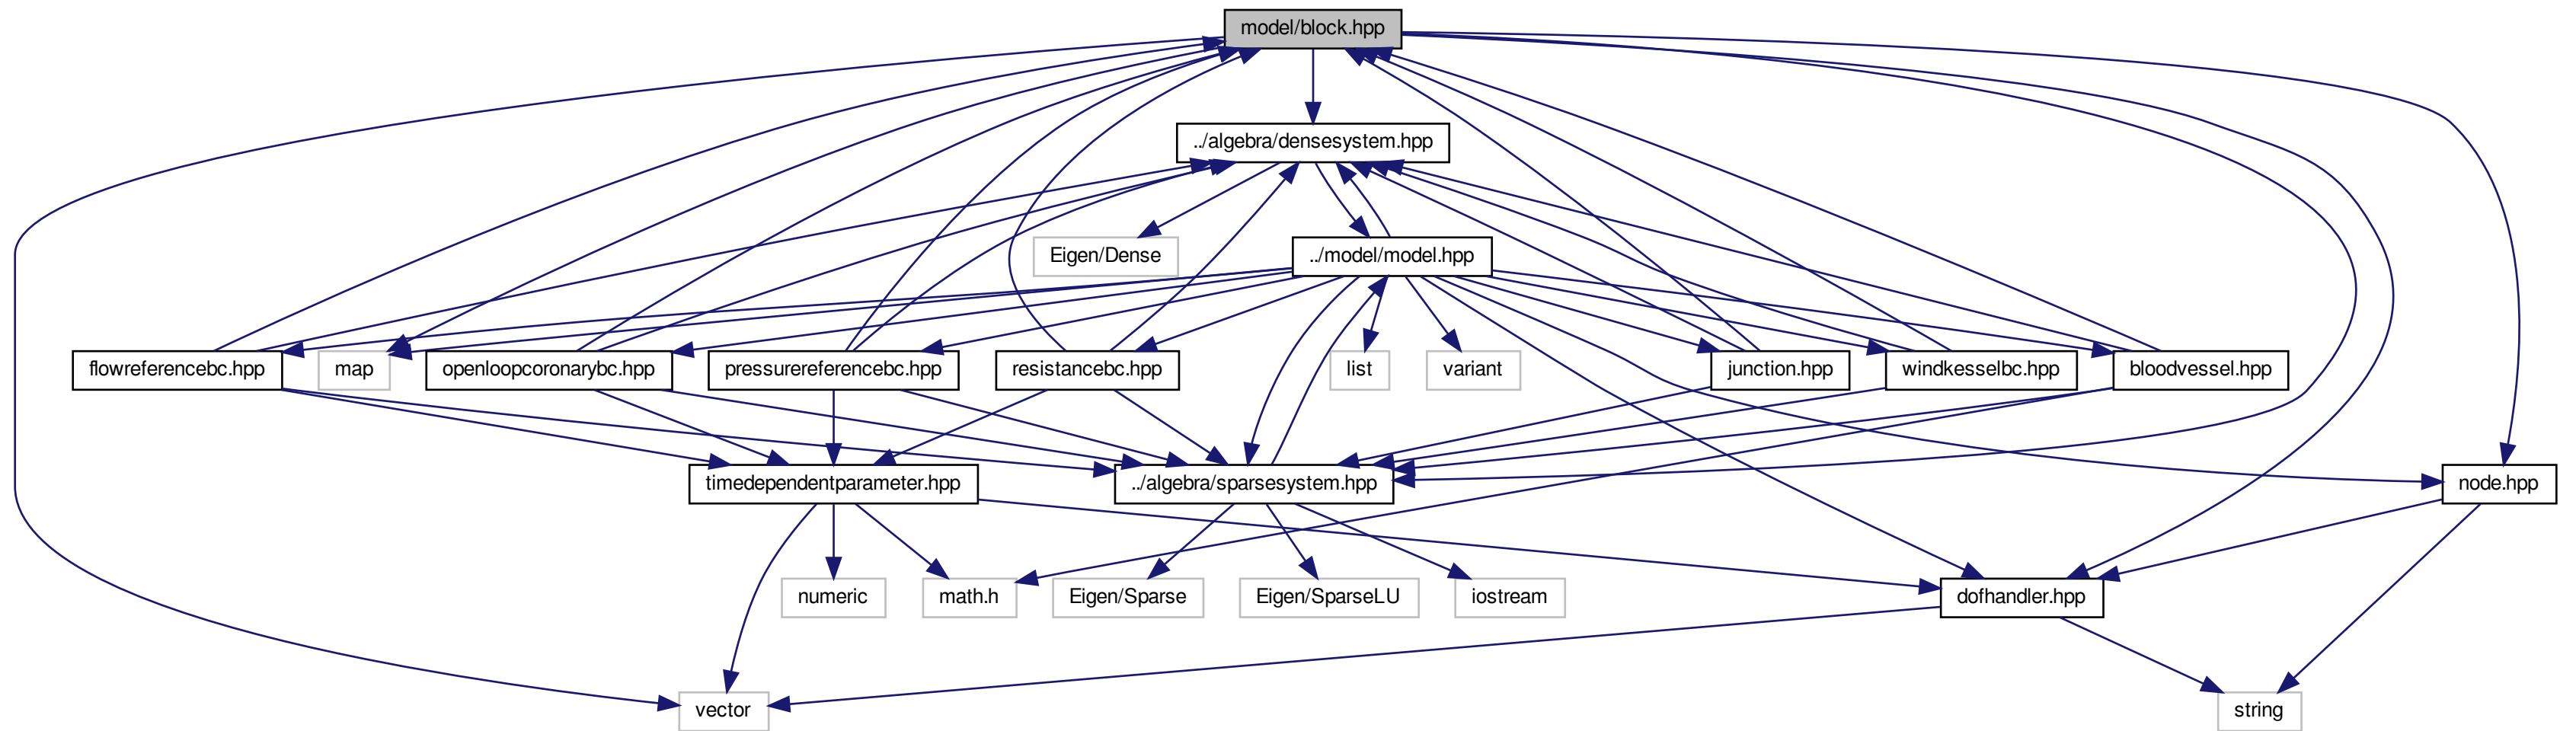 model/block.hpp
../algebra/densesystem.hpp
Eigen/Dense
../model/model.hpp
flowreferencebc.hpp
map
openloopcoronarybc.hpp
pressurereferencebc.hpp
resistancebc.hpp
list
variant
junction.hpp
windkesselbc.hpp
bloodvessel.hpp
timedependentparameter.hpp
../algebra/sparsesystem.hpp
node.hpp
numeric
math.h
Eigen/Sparse
Eigen/SparseLU
iostream
dofhandler.hpp
vector
string